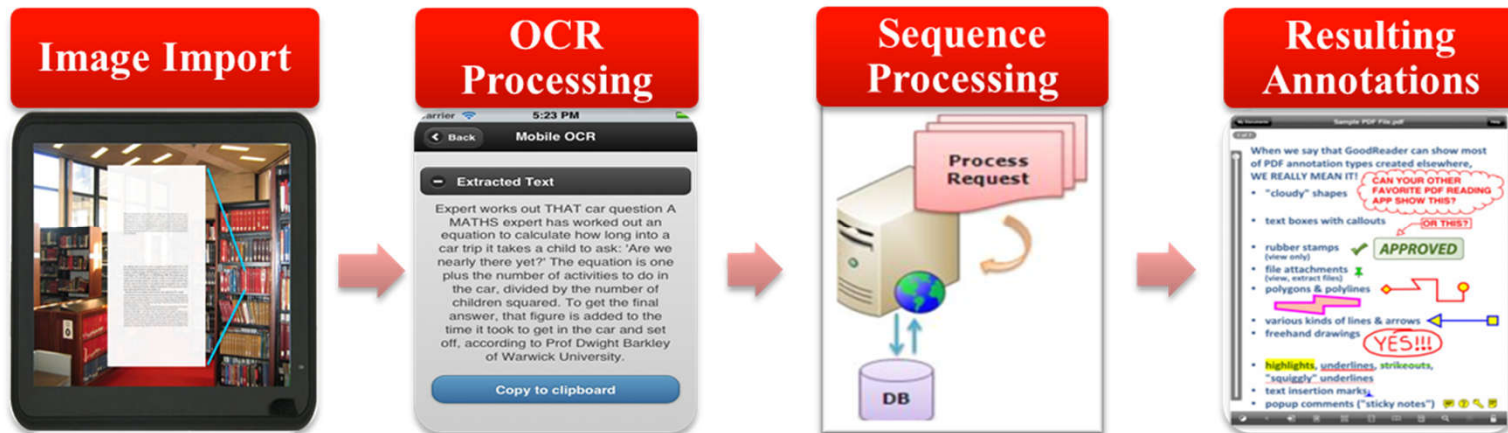 Image Import
OCR
Processing
Sequence
Processing
Resulting
Annotations
arrier
5:23 PM
Back
Mobile OCR
Extracted Text
Expert works out THAT car question A
MATHS expert has worked out an
equation to calculate how long into a
car trip it takes a child to ask: 'Are we
nearly there yet?' The equation is one
plus the number of activities to do in
the car, divided by the number of
children squared. To get the final
answer, that figure is added to the
time it took to get in the car and set
off, according to Prof Dwight Barkley
of Warwick University.
Copy to clipboard
Process
Request
DB
Sample PDF File.pdf
When we say that GoodReader can show most
of PDF annotation types created elsewhere,
WE REALLY MEAN IT!
CAN YOUR OTHER
FAVORITE PDF READING
APP SHOW THIS?
• "cloudy" shapes
• text boxes with callouts
OR THIS?
• rubber stamps
(view only)
APPROVED
• file attachments
(view, extract files)
• polygons & polylines
• various kinds of lines & arrows
• freehand drawings
YES!!!
• highlights, underlines, strikeouts,
"squiggly" underlines
• text insertion marks
• popup comments ("sticky notes")